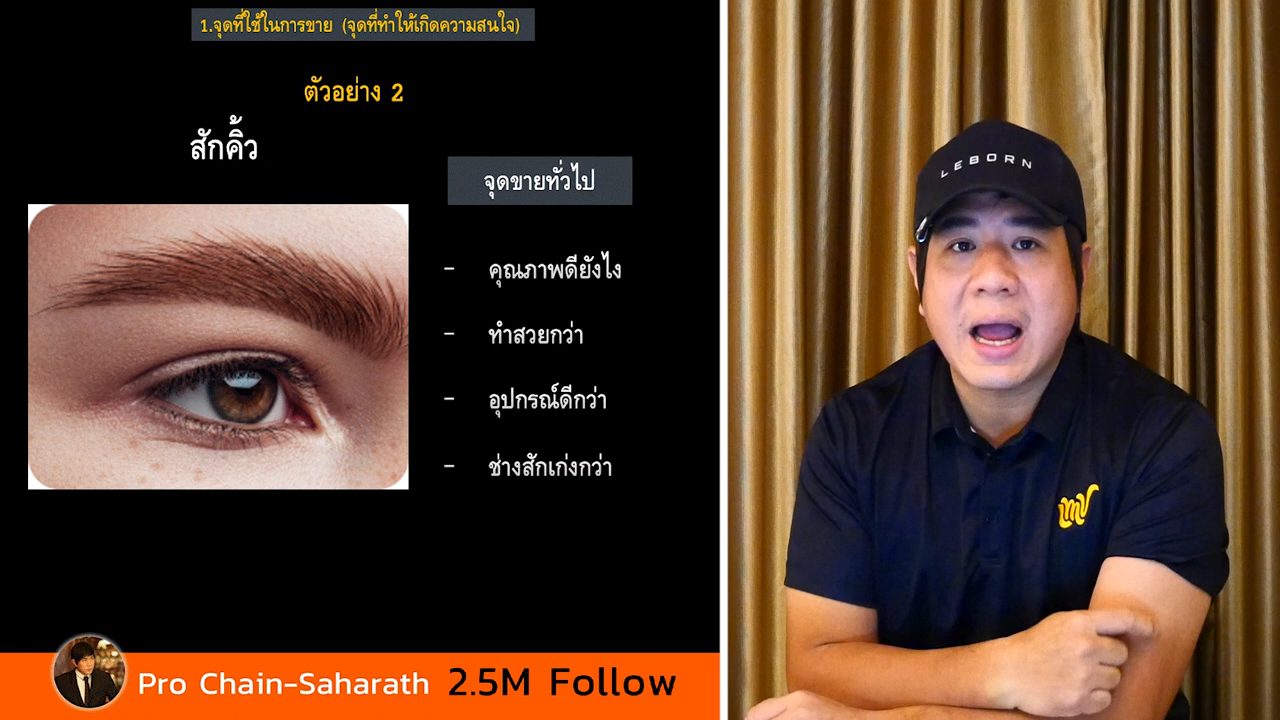 1.จุดที่ใช้ในการขาย (จุดที่ทำให้เกิดความสนใจ)
ตัวอย่าง 2
สักคิ้ว
จุดขายทั่วไป
- คุณภาพดียังไง
- ทำสวยกว่า
- อุปกรณ์ดีกว่า
- ช่างสักเก่งกว่า
Pro Chain-Saharath 2.5M Follow
LEBORN